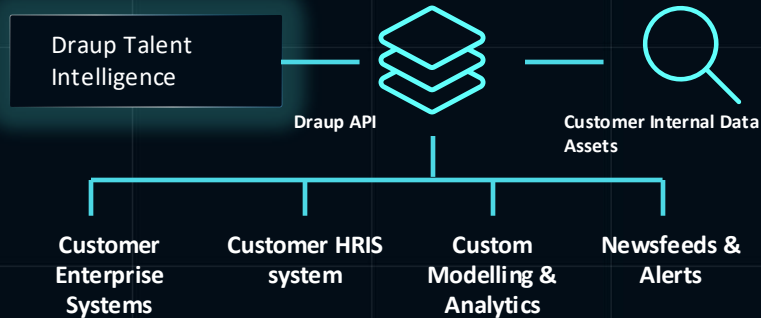 Draup Talent
Intelligence
Draup API
Customer Internal Data
Assets
Customer
Enterprise
Systems
Customer HRIS
system
Custom
Modelling &
Analytics
Newsfeeds &
Alerts